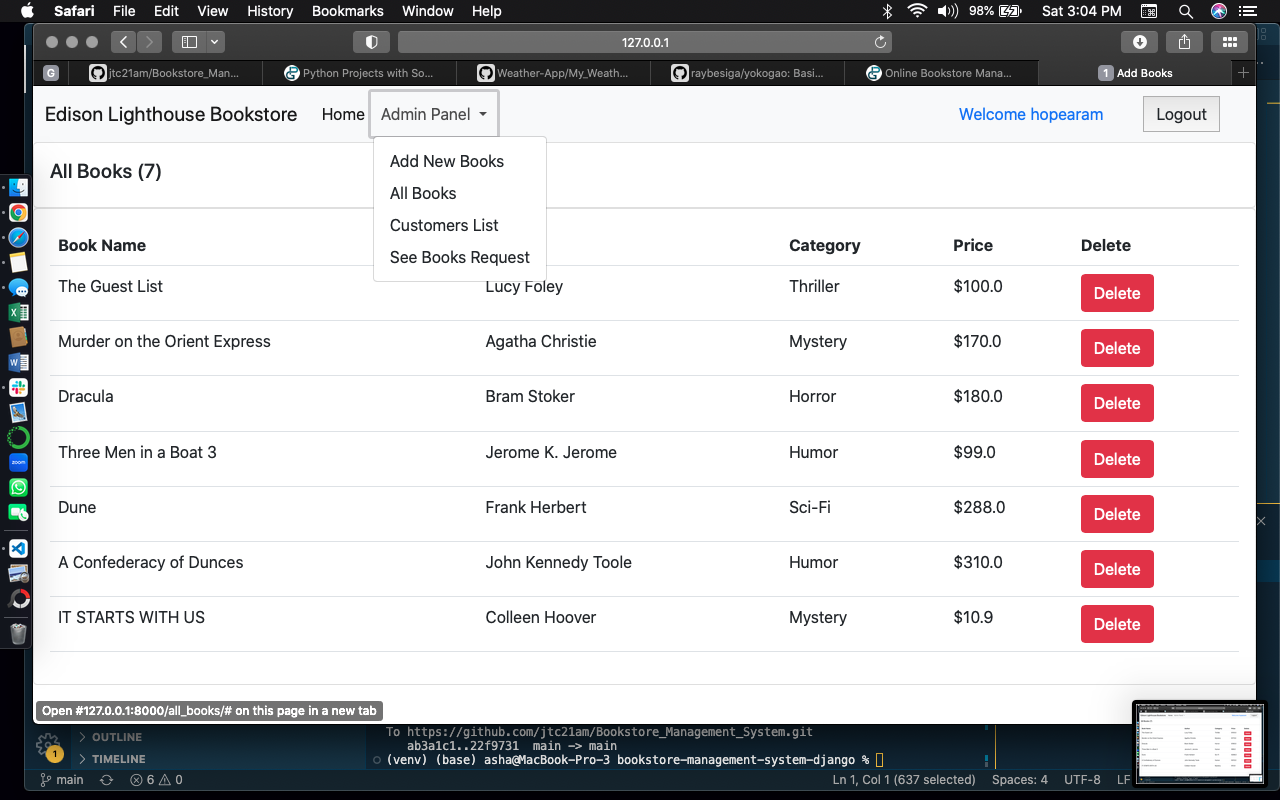 Safari File Edit View History Bookmarks Window Help 98% Sat 3:04 PM
127.0.0.1
G jtc21am/Bookstore_Man... Python Projects with So... Weather-App/My_Weath... raybesiga/yokogao: Basi... Online Bookstore Mana... 1 Add Books
Edison Lighthouse Bookstore Home Admin Panel Welcome hopearam Logout
Add New Books
All Books (7)
All Books
Customers List
Book Name Category Price Delete
See Books Request
The Guest List Lucy Foley Thriller $100.0 Delete
Murder on the Orient Express Agatha Christie Mystery $170.0 Delete
Dracula Bram Stoker Horror $180.0 Delete
Three Men in a Boat 3 Jerome K. Jerome Humor $99.0 Delete
Dune Frank Herbert Sci-Fi $288.0 Delete
A Confederacy of Dunces John Kennedy Toole Humor $310.0 Delete
IT STARTS WITH US Colleen Hoover Mystery $10.9 Delete
Open #127.0.0.1:8000/all_books/# on this page in a new tab
OUTLINE
TIMELINE
1
To https://github.com/jtc21am/Bookstore_Management_System.git
ab3a1c1..22f9731 main -> main
(venv) (base) bookstore-management-system-django %
main 6 0 Ln 1, Col 1 (637 selected) Spaces: 4 UTF-8 LF
zoom